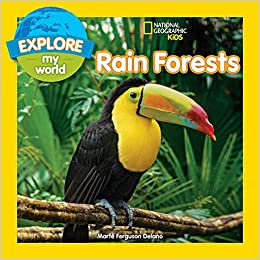 EXPLORE
my
world
NATIONAL
GEOGRAPHIC
KiDS
Rain Forests
Marfé Ferguson Delano